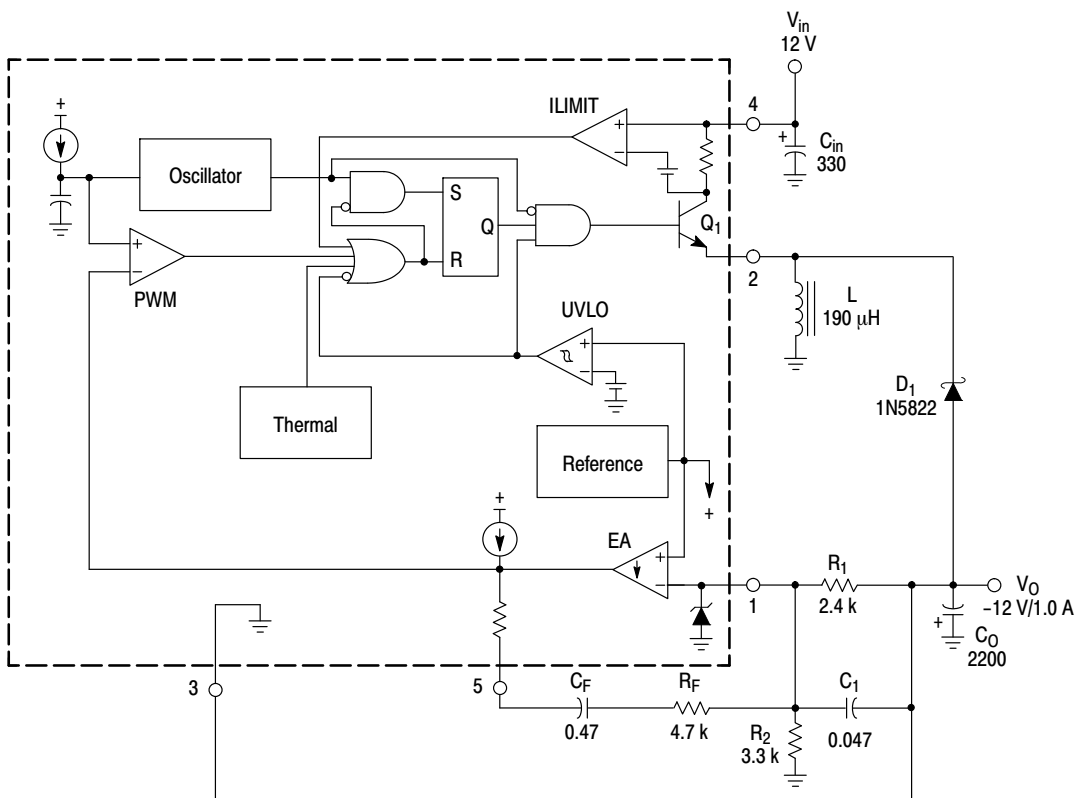 V_in
12 V
ILIMIT
4
+
+
–
+
C_in
330
Oscillator
S
Q
R
Q_1
+
–
PWM
2
L
190 µH
UVLO
+
–
D_1
1N5822
Thermal
Reference
+
+
EA
+
–
1
R_1
2.4 k
V_O
–12 V/1.0 A
+
C_O
2200
3
5
C_F
0.47
R_F
4.7 k
R_2
3.3 k
C_1
0.047